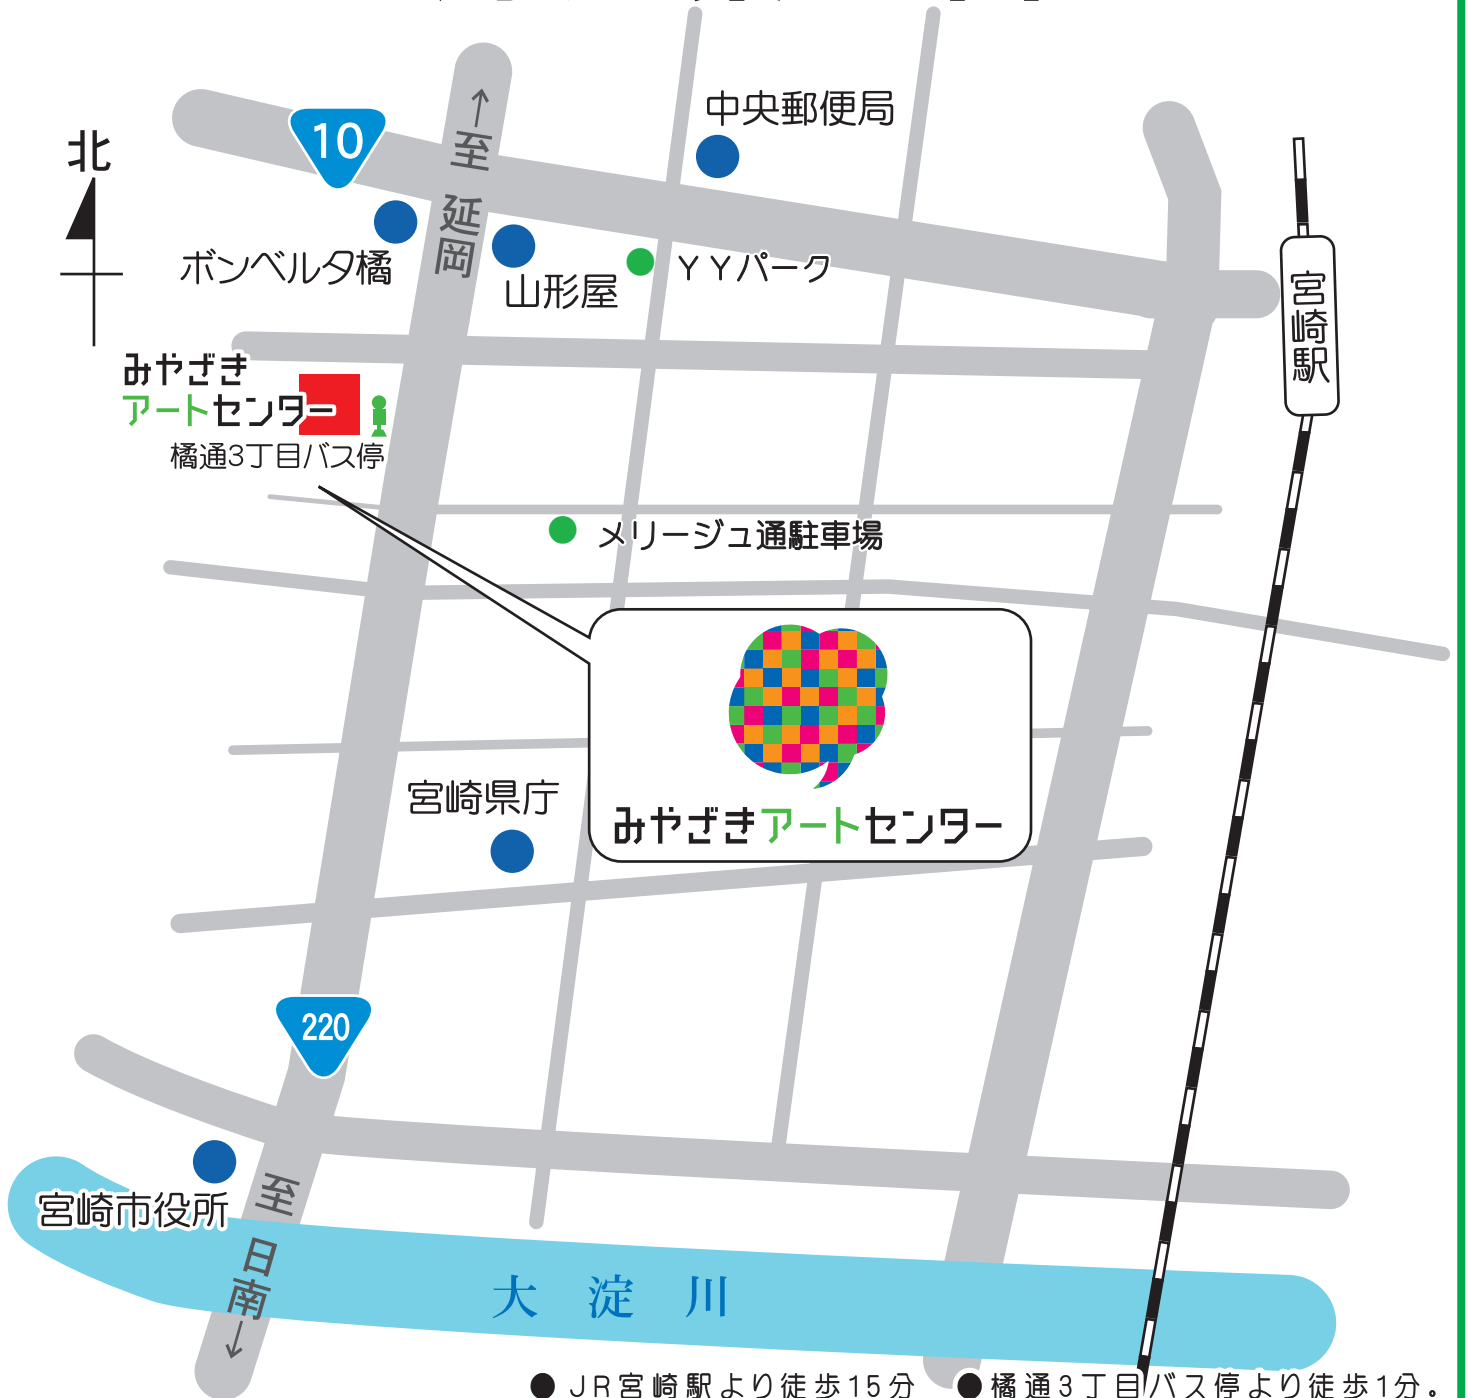 中央郵便局
10
北
←至 延岡
ボンベルタ橘
山形屋
YYパーク
宮崎駅
みやざき
アートセンター
橘通3丁目バス停
メリージュ通駐車場
みやざきアートセンター
宮崎県庁
220
宮崎市役所
至 日南→
大淀川
●JR宮崎駅より徒歩15分 ●橘通3丁目バス停より徒歩1分。